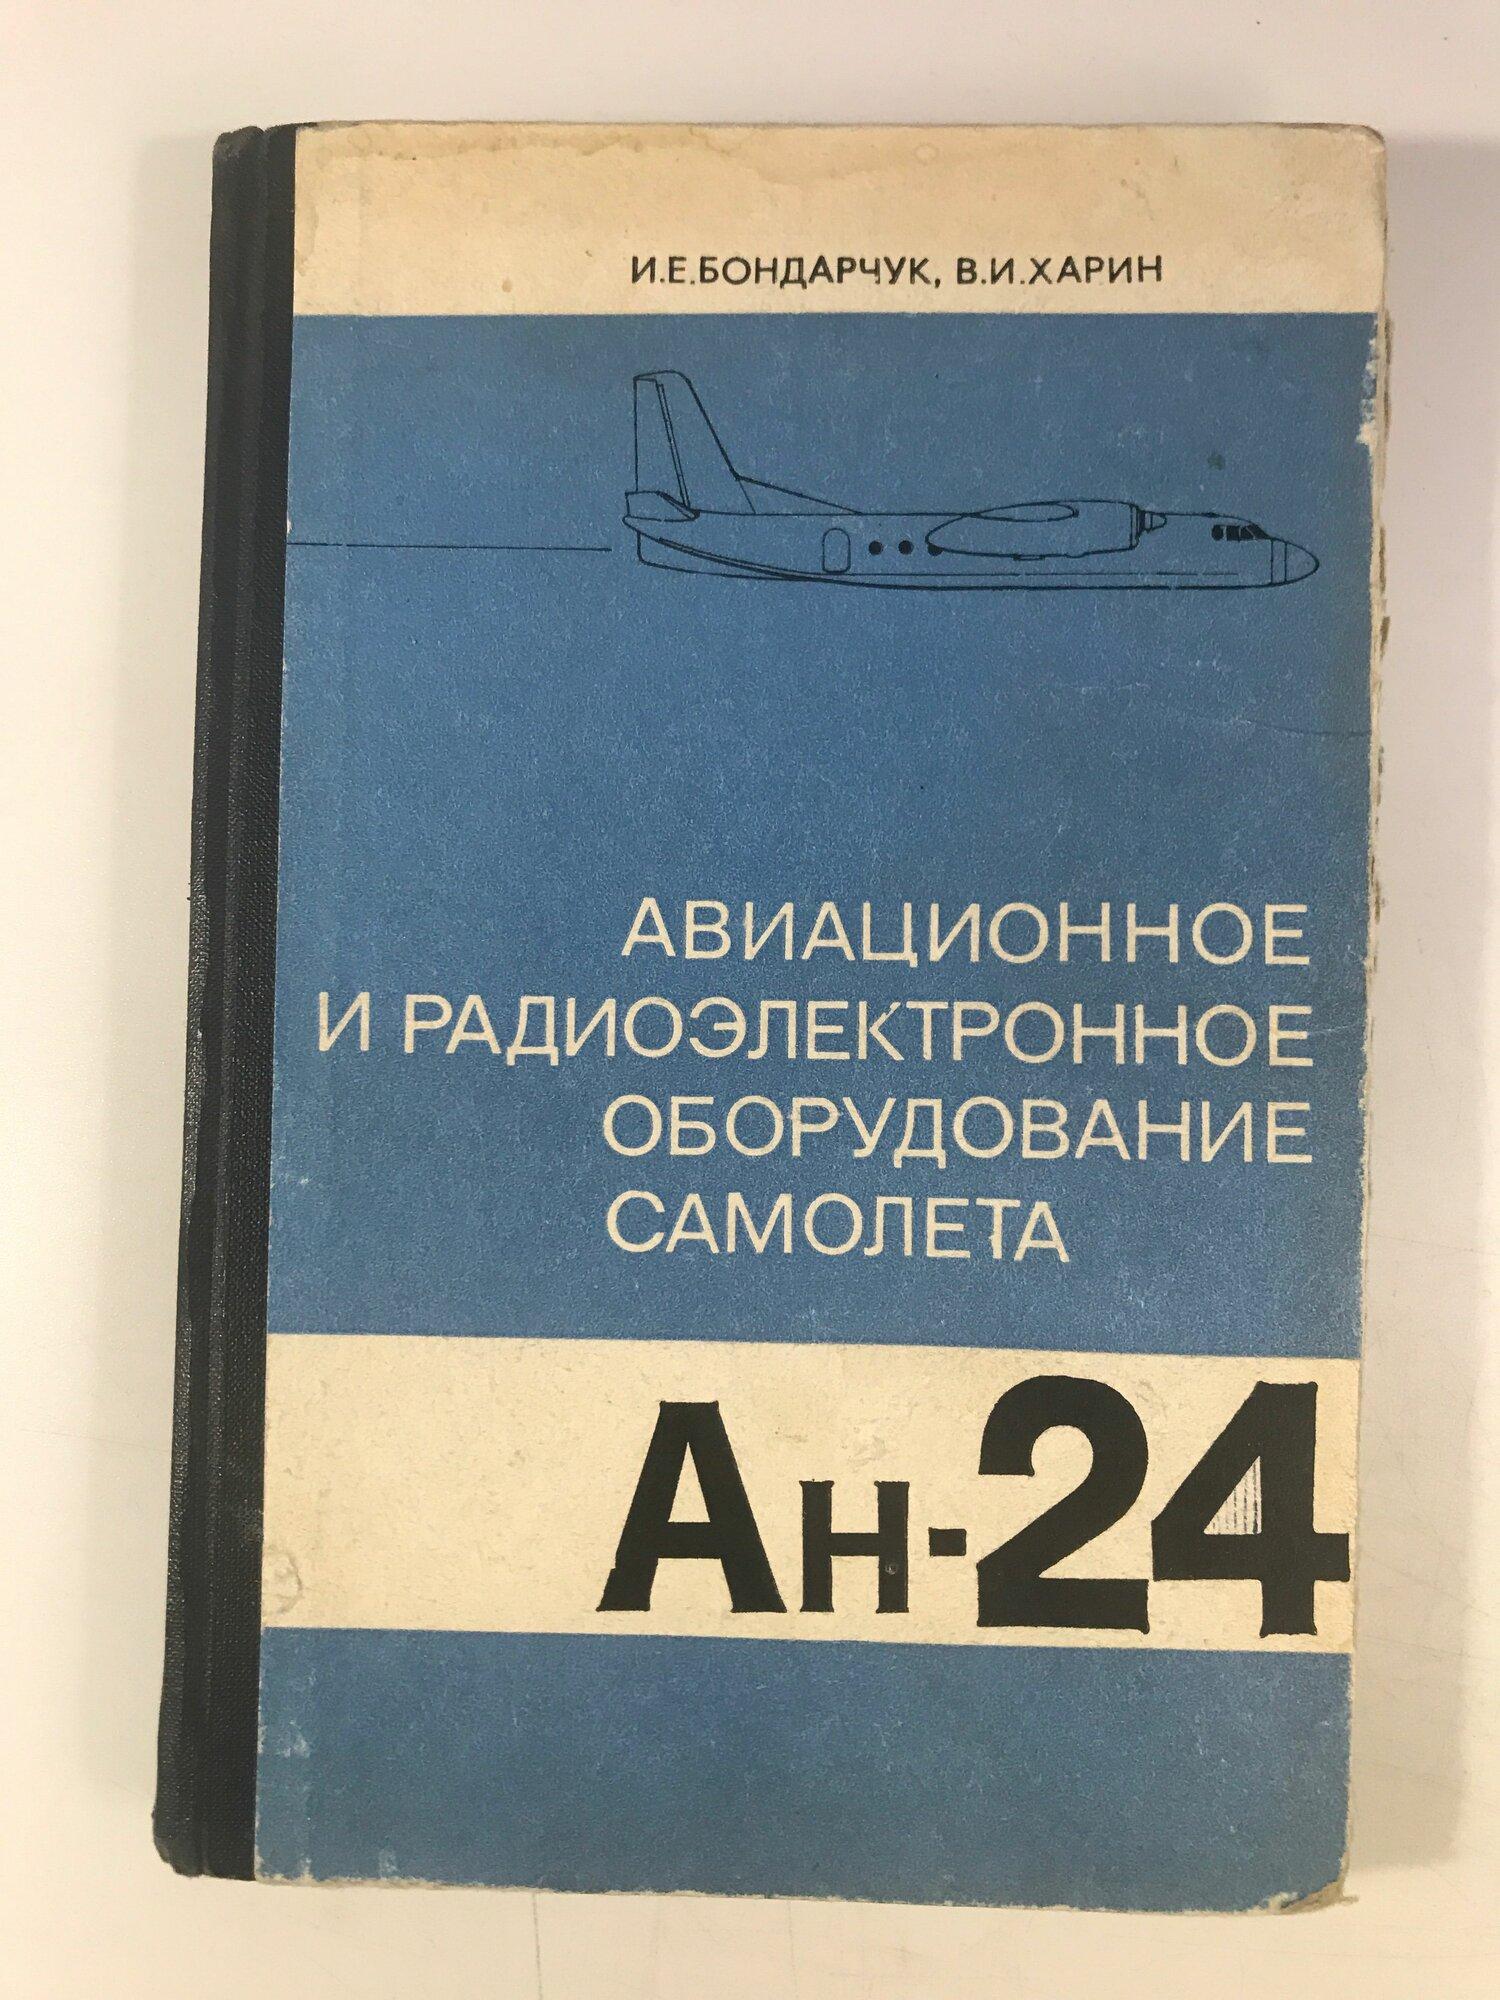 И.Е.БОНДАРЧУК, В.И.ХАРИН
АВИАЦИОННОЕ
И РАДИОЭЛЕКТРОННОЕ
ОБОРУДОВАНИЕ
САМОЛЕТА
Ан-24